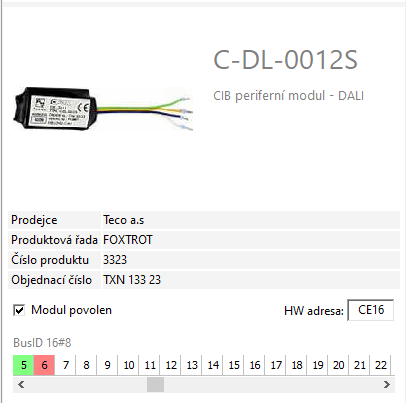 C-DL-0012S
CIB periferní modul - DALI
Prodejce Teco a.s
Produktová řada FOXTROT
Číslo produktu 3323
Objednací číslo TXN 133 23
Modul povolen HW adresa: CE16
BusID 16#8
5 6 7 8 9 10 11 12 13 14 15 16 17 18 19 20 21 22